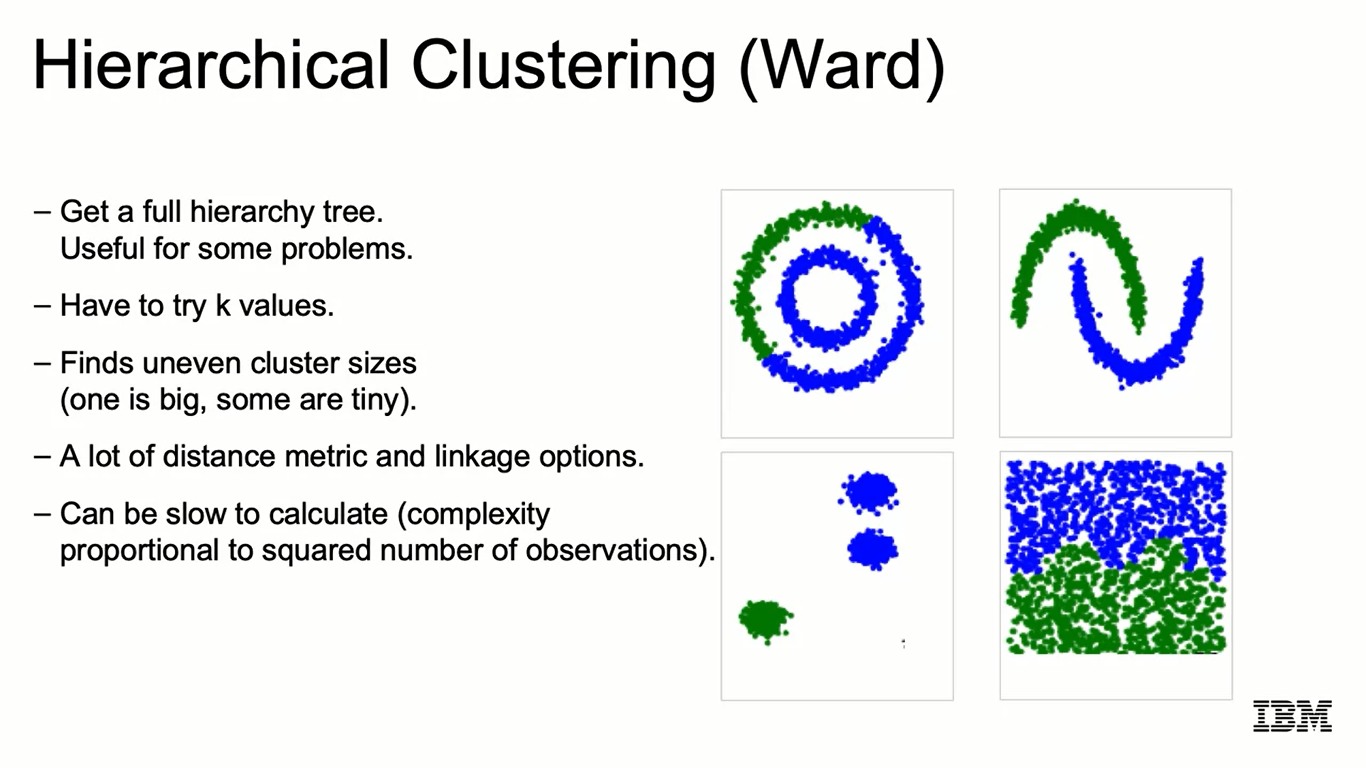 Hierarchical Clustering (Ward)
– Get a full hierarchy tree.
Useful for some problems.
– Have to try k values.
– Finds uneven cluster sizes
(one is big, some are tiny).
– A lot of distance metric and linkage options.
– Can be slow to calculate (complexity
proportional to squared number of observations).
IBM